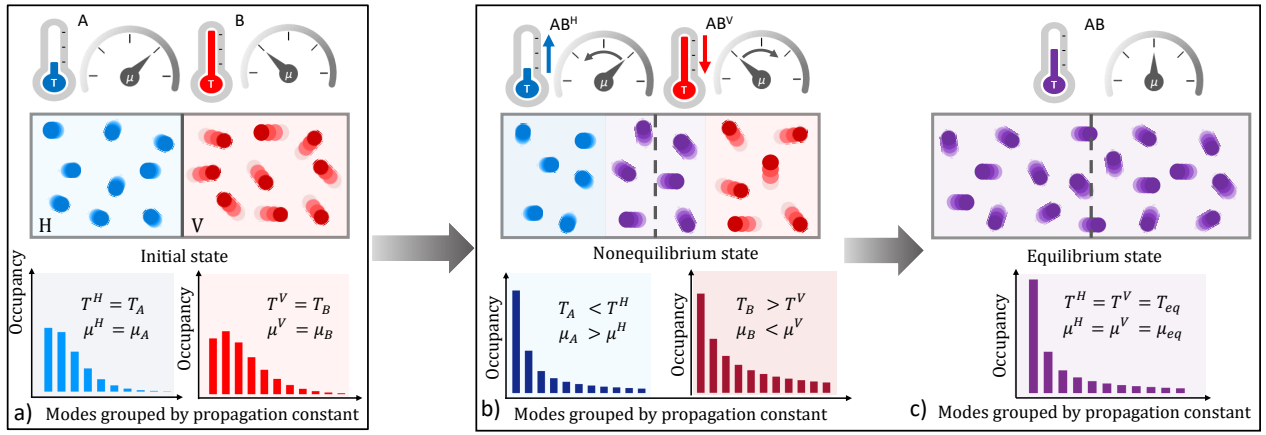 A
B
T
μ
T
μ
H
V
Initial state
Occupancy
T^H = T_A
μ^H = μ_A
Occupancy
T^V = T_B
μ^V = μ_B
a)
Modes grouped by propagation constant
AB^H
AB^V
T
μ
T
μ
Nonequilibrium state
Occupancy
T_A < T^H
μ_A > μ^H
Occupancy
T_B > T^V
μ_B < μ^V
b)
Modes grouped by propagation constant
AB
T
μ
Equilibrium state
Occupancy
T^H = T^V = T_eq
μ^H = μ^V = μ_eq
c)
Modes grouped by propagation constant